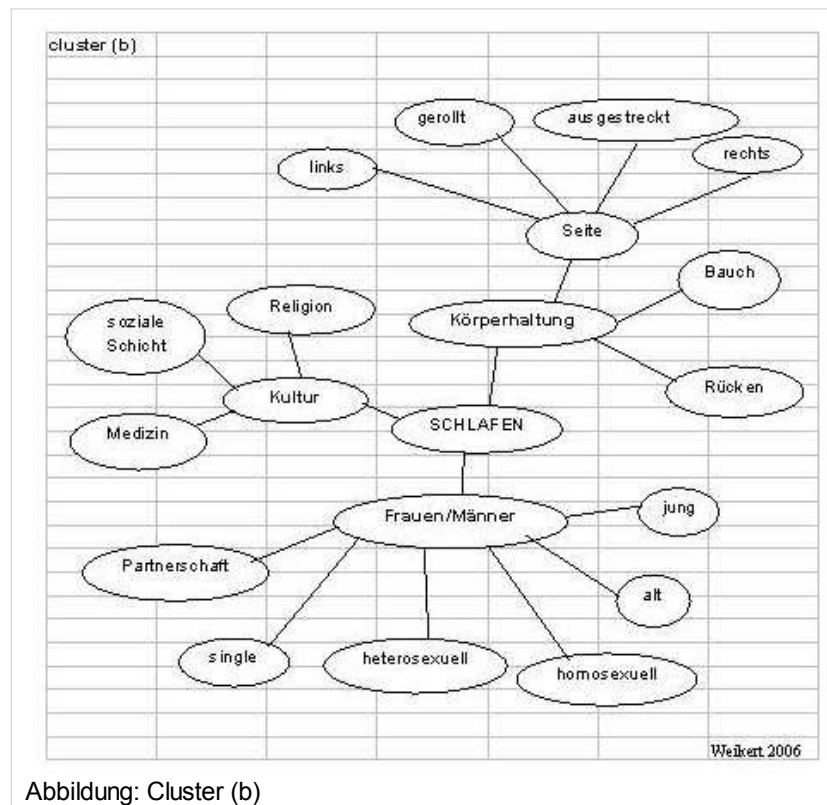 cluster (b)
gerollt
ausgestreckt
rechts
links
Seite
Bauch
Religion
Körperhaltung
soziale
Schicht
Rücken
Kultur
SCHLAFEN
Medizin
jung
Frauen/Männer
Partnerschaft
alt
single
heterosexuell
homosexuell
Weikert 2006
Abbildung: Cluster (b)